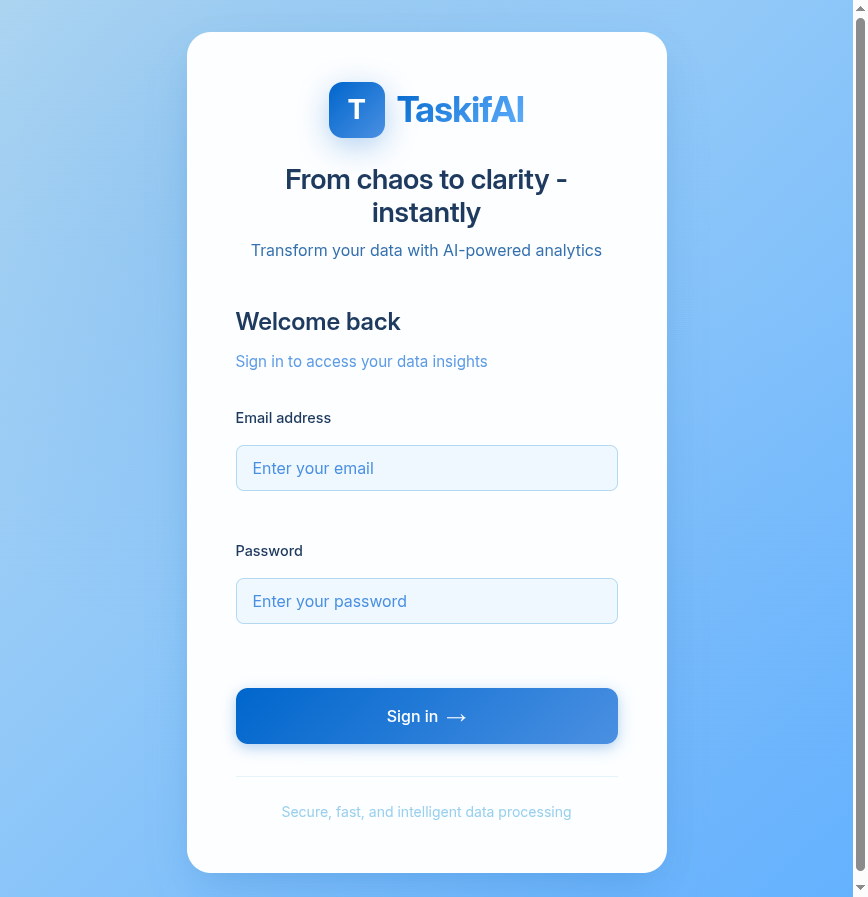 T
TaskifAI
From chaos to clarity -
instantly
Transform your data with AI-powered analytics
Welcome back
Sign in to access your data insights
Email address
Enter your email
Password
Enter your password
Sign in →
Secure, fast, and intelligent data processing